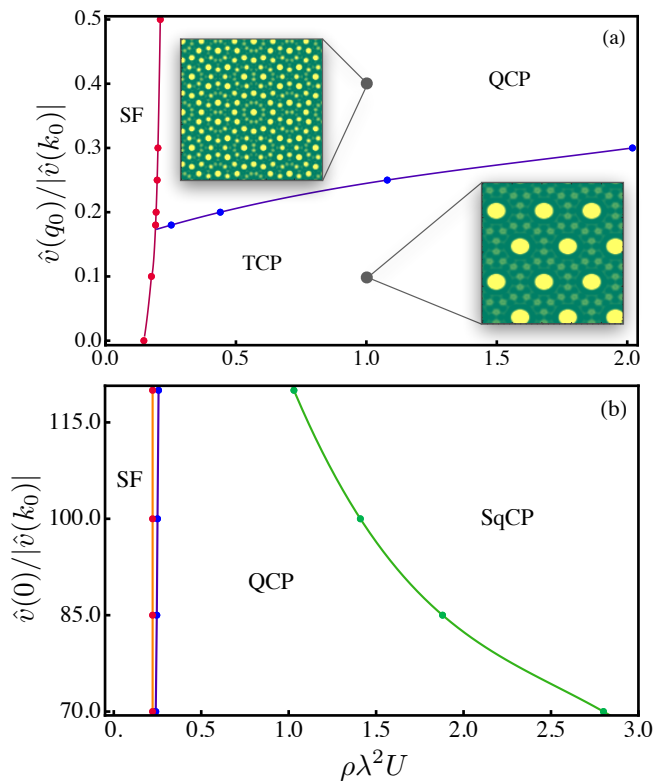 (a)
0.5
0.4
0.3
0.2
0.1
0.0
v̂(q₀)/|v̂(k₀)|
SF
QCP
TCP
0.
0.5
1.0
1.5
2.0
(b)
115.0
100.0
85.0
70.0
v̂(0)/|v̂(k₀)|
SF
SqCP
QCP
0.
0.5
1.0
1.5
2.0
2.5
3.0
ρλ²U